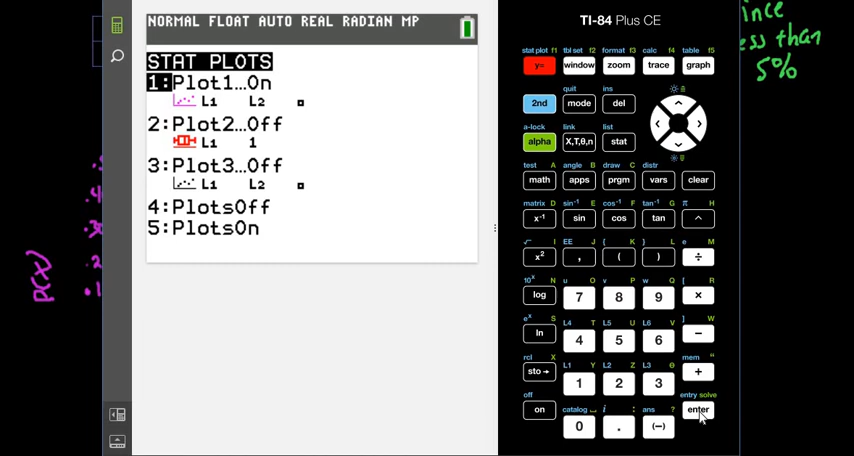 NORMAL FLOAT AUTO REAL RADIAN MP
STAT PLOTS
1:Plot1…On
L1 L2
2:Plot2…Off
L1 1
3:Plot3…Off
L1 L2
4:PlotsOff
5:PlotsOn
TI-84 Plus CE
stat plot f1 tbl set f2 format f3 calc f4 table f5
y= window zoom trace graph
quit ins
2nd mode del
a-lock link list
alpha X,T,θ,n stat
test A angle B draw C distr
math apps prgm vars clear
matrix D sin⁻¹ E cos⁻¹ F tan⁻¹ G π H
x⁻¹ sin cos tan ^
√ I EE J { K } L e M
x² , ( ) ÷
10ˣ N u O v P w Q [ R
log 7 8 9 ×
eˣ S L4 T L5 U L6 V ] W
ln 4 5 6 −
rcl X L1 Y L2 Z L3 θ mem "
sto→ 1 2 3 +
off catalog i : ans ? entry solve
on 0 . (−) enter
ince
ess than
5%
P(X)